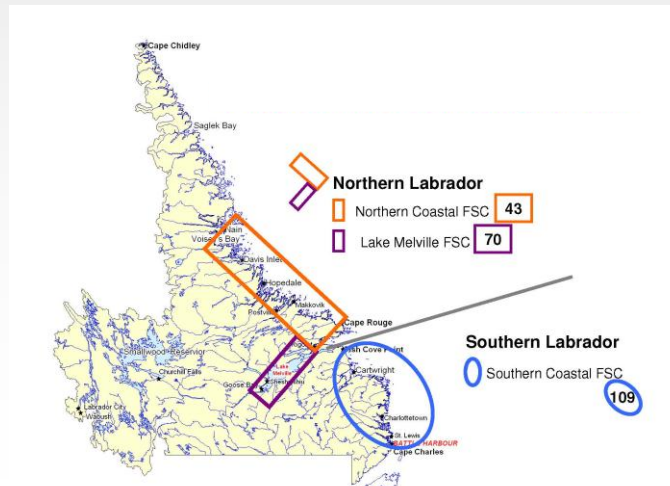 Cape Chidley
Saglek Bay
Northern Labrador
Northern Coastal FSC 43
Lake Melville FSC 70
Nain
Voisey's Bay
Davis Inlet
Hopedale
Makkovik
Postville
Cape Rouge
Fish Cove Point
Southern Labrador
Southern Coastal FSC
109
Smallwood Reservoir
Churchill Falls
Lake
Melville
Goose Bay
Cartwright
Labrador City
Wabush
Charlottetown
St. Lewis
BATTLE HARBOUR
Cape Charles